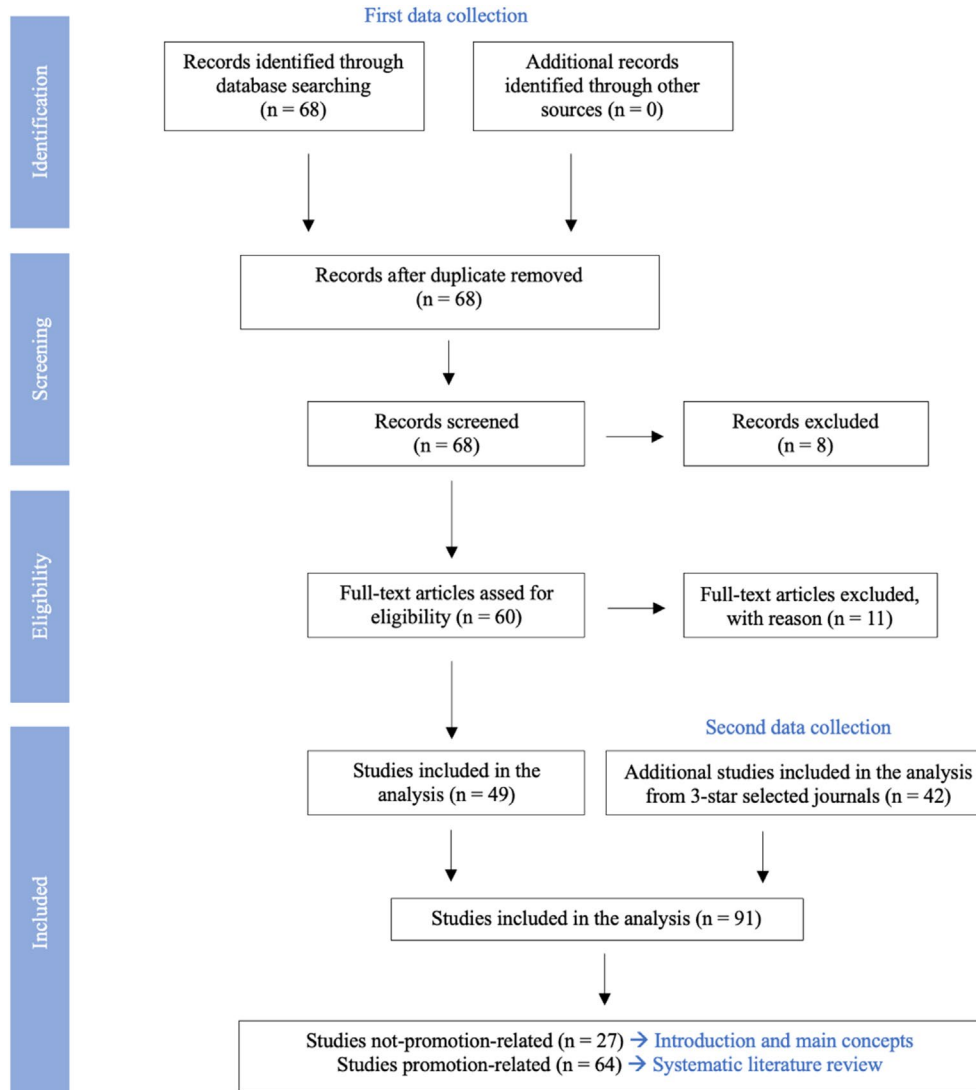 First data collection
Identification
Records identified through
database searching
(n = 68)
Additional records
identified through other
sources (n = 0)
Screening
Records after duplicate removed
(n = 68)
Records screened
(n = 68)
Records excluded
(n = 8)
Eligibility
Full-text articles assed for
eligibility (n = 60)
Full-text articles excluded,
with reason (n = 11)
Included
Second data collection
Studies included in the
analysis (n = 49)
Additional studies included in the analysis
from 3-star selected journals (n = 42)
Studies included in the analysis (n = 91)
Studies not-promotion-related (n = 27) → Introduction and main concepts
Studies promotion-related (n = 64) → Systematic literature review